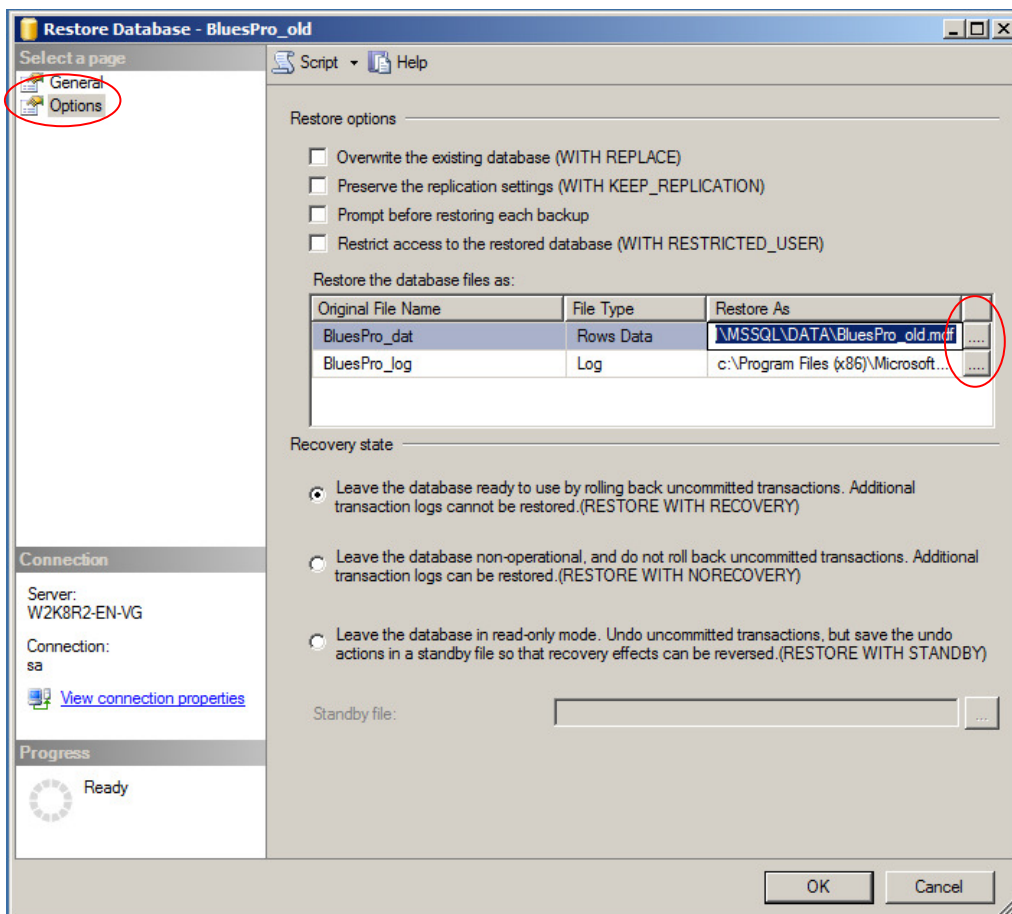 Restore Database - BluesPro_old
Select a page
General
Options
Script
Help
Restore options
Overwrite the existing database (WITH REPLACE)
Preserve the replication settings (WITH KEEP_REPLICATION)
Prompt before restoring each backup
Restrict access to the restored database (WITH RESTRICTED_USER)
Restore the database files as:
Original File Name File Type Restore As
BluesPro_dat Rows Data \MSSQL\DATA\BluesPro_old.mdf ....
BluesPro_log Log c:\Program Files (x86)\Microsoft... ....
Recovery state
Leave the database ready to use by rolling back uncommitted transactions. Additional
transaction logs cannot be restored.(RESTORE WITH RECOVERY)
Leave the database non-operational, and do not roll back uncommitted transactions. Additional
transaction logs can be restored.(RESTORE WITH NORECOVERY)
Leave the database in read-only mode. Undo uncommitted transactions, but save the undo
actions in a standby file so that recovery effects can be reversed.(RESTORE WITH STANDBY)
Standby file: ...
Connection
Server:
W2K8R2-EN-VG
Connection:
sa
View connection properties
Progress
Ready
OK Cancel